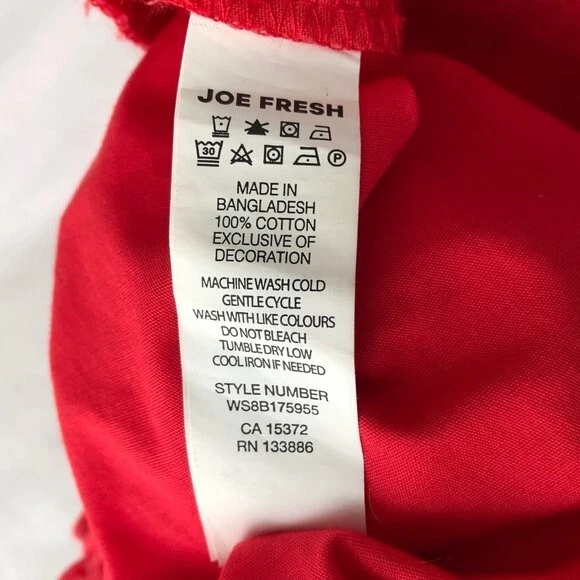 JOE FRESH
30 P
MADE IN
BANGLADESH
100% COTTON
EXCLUSIVE OF
DECORATION
MACHINE WASH COLD
GENTLE CYCLE
WASH WITH LIKE COLOURS
DO NOT BLEACH
TUMBLE DRY LOW
COOL IRON IF NEEDED
STYLE NUMBER
WS8B175955
CA 15372
RN 133886